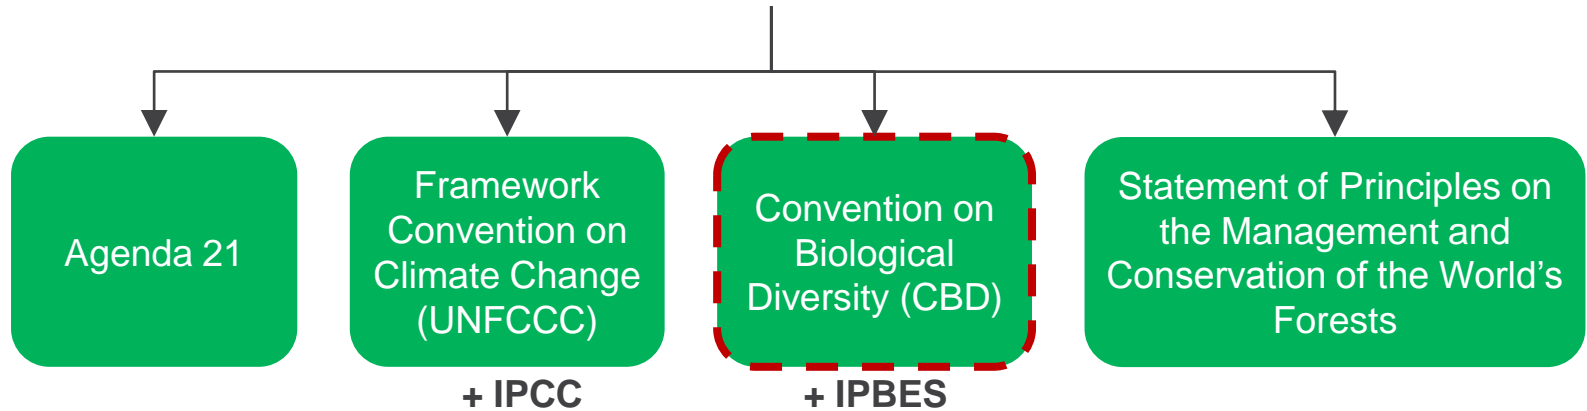 Agenda 21
Framework
Convention on
Climate Change
(UNFCCC)
+ IPCC
Convention on
Biological
Diversity (CBD)
+ IPBES
Statement of Principles on
the Management and
Conservation of the World’s
Forests